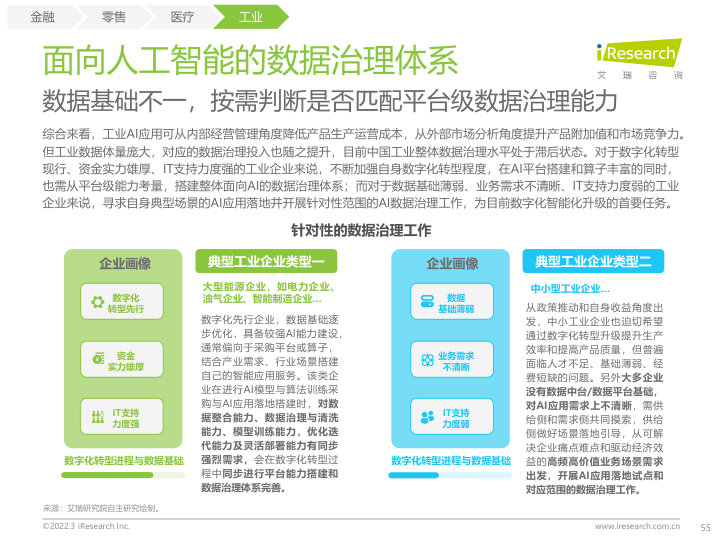 金融
零售
医疗
工业
面向人工智能的数据治理体系
iResearch
艾 瑞 咨 询
数据基础不一，按需判断是否匹配平台级数据治理能力
综合来看，工业AI应用可从内部经营管理角度降低产品生产运营成本，从外部市场分析角度提升产品附加值和市场竞争力。
但工业数据体量庞大，对应的数据治理投入也随之提升，目前中国工业整体数据治理水平处于滞后状态。对于数字化转型
现行、资金实力雄厚、IT支持力度强的工业企业来说，不断加强自身数字化转型程度，在AI平台搭建和算子丰富的同时，
也需从平台级能力考量，搭建整体面向AI的数据治理体系；而对于数据基础薄弱、业务需求不清晰、IT支持力度弱的工业
企业来说，寻求自身典型场景的AI应用落地并开展针对性范围的AI数据治理工作，为目前数字化智能化升级的首要任务。
针对性的数据治理工作
企业画像
数字化
转型先行
资金
实力雄厚
IT支持
力度强
数字化转型进程与数据基础
典型工业企业类型一
大型能源企业，如电力企业、
油气企业、智能制造企业...
数字化先行企业，数据基础逐
步优化，具备较强AI能力建设，
通常偏向于采购平台或算子，
结合产业需求、行业场景搭建
自己的智能应用服务。该类企
业在进行AI模型与算法训练采
购与AI应用落地搭建时，对数
据整合能力、数据治理与清洗
能力、模型训练能力，优化迭
代能力及灵活部署能力有同步
强烈需求，会在数字化转型过
程中同步进行平台能力搭建和
数据治理体系完善。
企业画像
数据
基础薄弱
业务需求
不清晰
IT支持
力度弱
数字化转型进程与数据基础
典型工业企业类型二
中小型工业企业...
从政策推动和自身收益角度出
发，中小工业企业也迫切希望
通过数字化转型升级提升生产
效率和提高产品质量，但普遍
面临人才不足、基础薄弱、经
费短缺的问题。另外大多企业
没有数据中台/数据平台基础，
对AI应用需求上不清晰，需供
给侧和需求侧共同摸索，供给
侧做好场景落地引导，从可解
决企业痛点难点和驱动经济效
益的高频高价值业务场景需求
出发，开展AI应用落地试点和
对应范围的数据治理工作。
来源：艾瑞研究院自主研究绘制。
©2022.3 iResearch Inc.
www.iresearch.com.cn
55